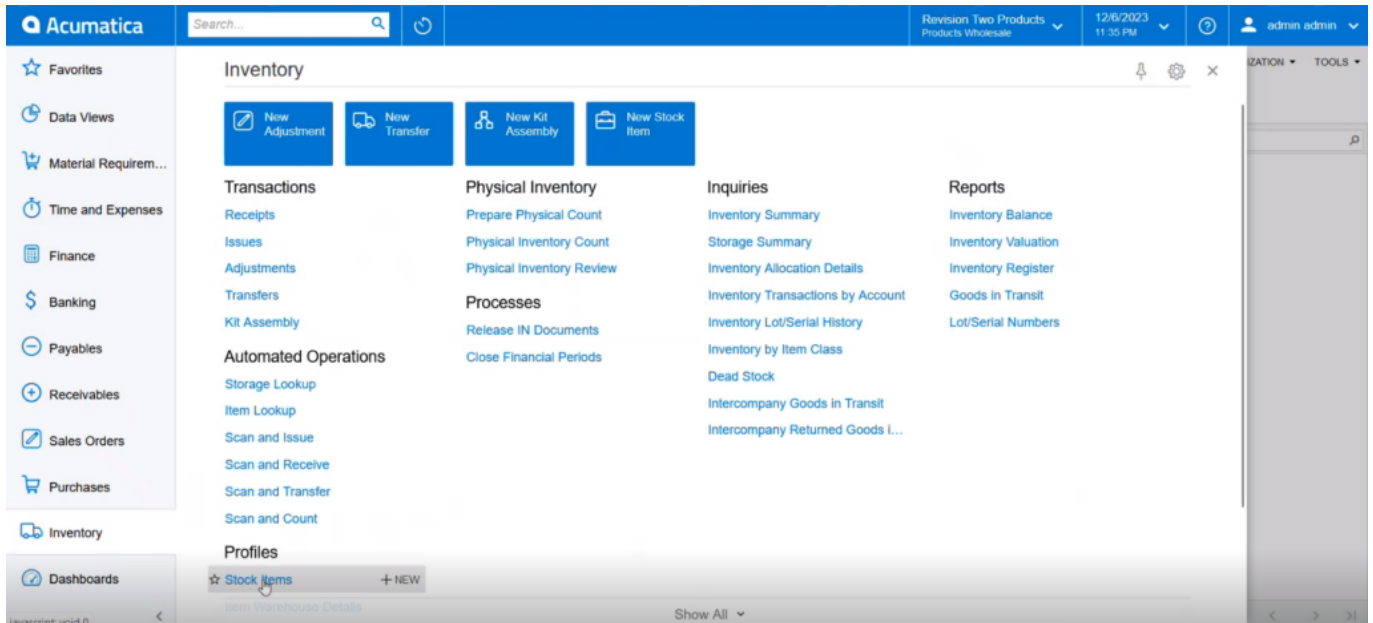 Acumatica
Search...
Revision Two Products
Products Wholesale
12/6/2023
11:35 PM
admin admin
Favorites
Data Views
Material Requirem...
Time and Expenses
Finance
Banking
Payables
Receivables
Sales Orders
Purchases
Inventory
Dashboards
javascript:void 0
Inventory
New
Adjustment
New
Transfer
New Kit
Assembly
New Stock
Item
Transactions
Receipts
Issues
Adjustments
Transfers
Kit Assembly
Automated Operations
Storage Lookup
Item Lookup
Scan and Issue
Scan and Receive
Scan and Transfer
Scan and Count
Profiles
Stock Items
+ NEW
Item Warehouse Details
Physical Inventory
Prepare Physical Count
Physical Inventory Count
Physical Inventory Review
Processes
Release IN Documents
Close Financial Periods
Inquiries
Inventory Summary
Storage Summary
Inventory Allocation Details
Inventory Transactions by Account
Inventory Lot/Serial History
Inventory by Item Class
Dead Stock
Intercompany Goods in Transit
Intercompany Returned Goods i...
Reports
Inventory Balance
Inventory Valuation
Inventory Register
Goods in Transit
Lot/Serial Numbers
Show All
IZATION
TOOLS